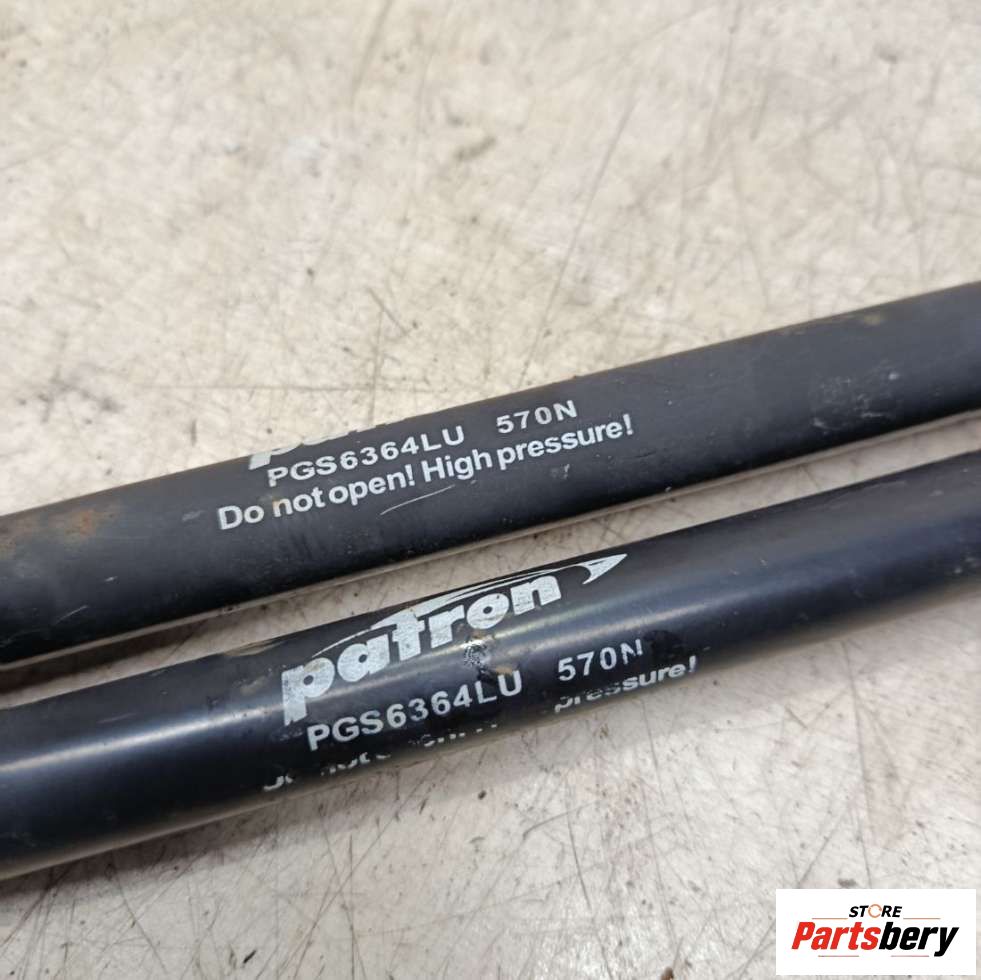 PGS6364LU 570N
Do not open! High pressure!
patron
PGS6364LU 570N
pressure!
STORE
Partsbery